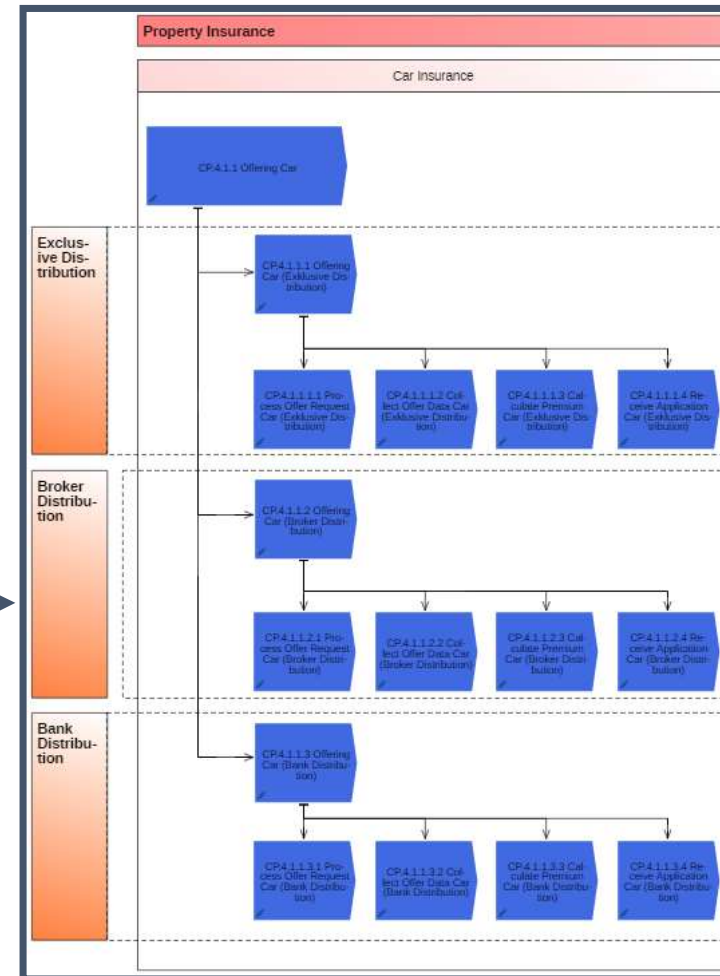 Property Insurance
Car Insurance
CP.4.1.1 Offering Car
Exclus-
ive Dis-
tribution
CP.4.1.1.1 Offering
Car (Exklusive Dis-
tribution)
CP.4.1.1.1.1 Pro-
cess Offer Request
Car (Exklusive Dis-
tribution)
CP.4.1.1.1.2 Col-
lect Offer Data Car
(Exklusive Distribu-
tion)
CP.4.1.1.1.3 Cal-
culate Premium
Car (Exklusive Dis-
tribution)
CP.4.1.1.1.4 Re-
ceive Application
Car (Exklusive Dis-
tribution)
Broker
Distribu-
tion
CP.4.1.1.2 Offering
Car (Broker Distri-
bution)
CP.4.1.1.2.1 Pro-
cess Offer Request
Car (Broker Distri-
bution)
CP.4.1.1.2.2 Col-
lect Offer Data Car
(Broker Distribution)
CP.4.1.1.2.3 Cal-
culate Premium
Car (Broker Distri-
bution)
CP.4.1.1.2.4 Re-
ceive Application
Car (Broker Distri-
bution)
Bank
Distribu-
tion
CP.4.1.1.3 Offering
Car (Bank Distribu-
tion)
CP.4.1.1.3.1 Pro-
cess Offer Request
Car (Bank Distribu-
tion)
CP.4.1.1.3.2 Col-
lect Offer Data Car
(Bank Distribution)
CP.4.1.1.3.3 Cal-
culate Premium
Car (Bank Distribu-
tion)
CP.4.1.1.3.4 Re-
ceive Application
Car (Bank Distribu-
tion)